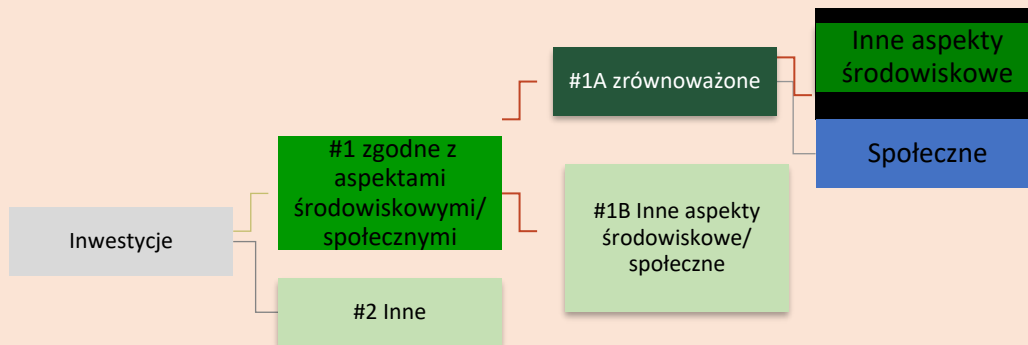 Inwestycje
#1 zgodne z
aspektami
środowiskowymi/
społecznymi
#2 Inne
#1A zrównoważone
#1B Inne aspekty
środowiskowe/
społeczne
Inne aspekty
środowiskowe
Społeczne